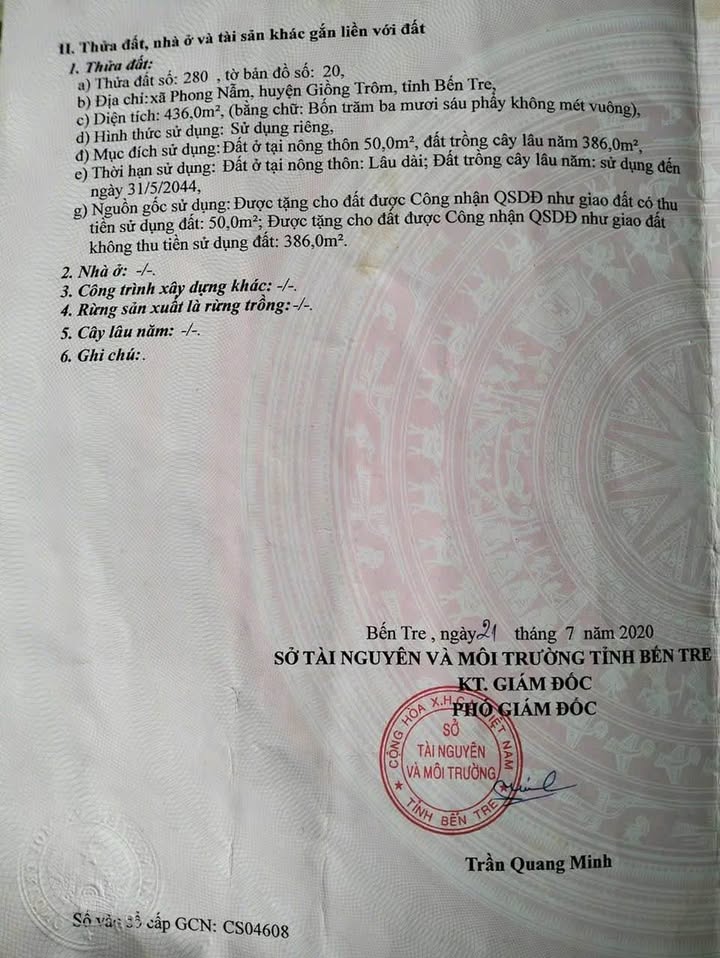 II. Thửa đất, nhà ở và tài sản khác gắn liền với đất
1. Thửa đất:
a) Thửa đất số: 280 , tờ bản đồ số: 20,
b) Địa chỉ:xã Phong Nẫm, huyện Giồng Trôm, tỉnh Bến Tre,
c) Diện tích: 436,0m², (bằng chữ: Bốn trăm ba mươi sáu phẩy không mét vuông),
d) Hình thức sử dụng: Sử dụng riêng,
đ) Mục đích sử dụng:Đất ở tại nông thôn 50,0m², đất trồng cây lâu năm 386,0m²,
e) Thời hạn sử dụng: Đất ở tại nông thôn: Lâu dài; Đất trồng cây lâu năm: sử dụng đến
ngày 31/5/2044,
g) Nguồn gốc sử dụng: Được tặng cho đất được Công nhận QSDĐ như giao đất có thu
tiền sử dụng đất: 50,0m²; Được tặng cho đất được Công nhận QSDĐ như giao đất
không thu tiền sử dụng đất: 386,0m².
2. Nhà ở: -/-.
3. Công trình xây dựng khác: -/-.
4. Rừng sản xuất là rừng trồng:-/-.
5. Cây lâu năm: -/-.
6. Ghi chú:.
Bến Tre , ngày 21 tháng 7 năm 2020
SỞ TÀI NGUYÊN VÀ MÔI TRƯỜNG TỈNH BẾN TRE
KT. GIÁM ĐỐC
PHÓ GIÁM ĐỐC
CỘNG HÒA X.H.C.N VIỆT NAM
SỞ
TÀI NGUYÊN
VÀ MÔI TRƯỜNG
TỈNH BẾN TRE
Trần Quang Minh
Số vào sổ cấp GCN: CS04608